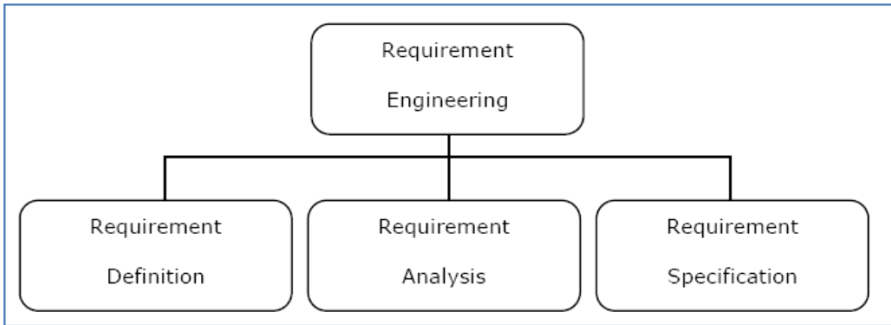 Requirement
Engineering
Requirement
Definition
Requirement
Analysis
Requirement
Specification